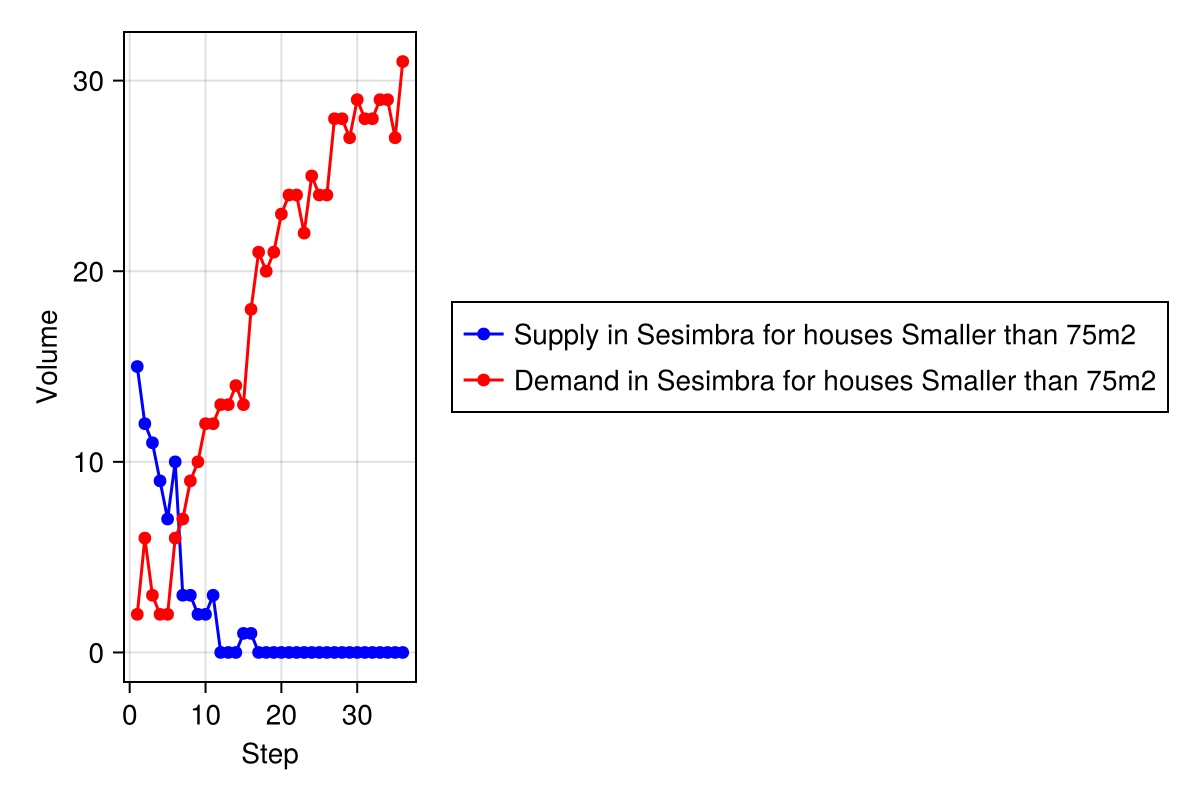 30
20
10
0
Volume
0 10 20 30
Step
Supply in Sesimbra for houses Smaller than 75m2
Demand in Sesimbra for houses Smaller than 75m2